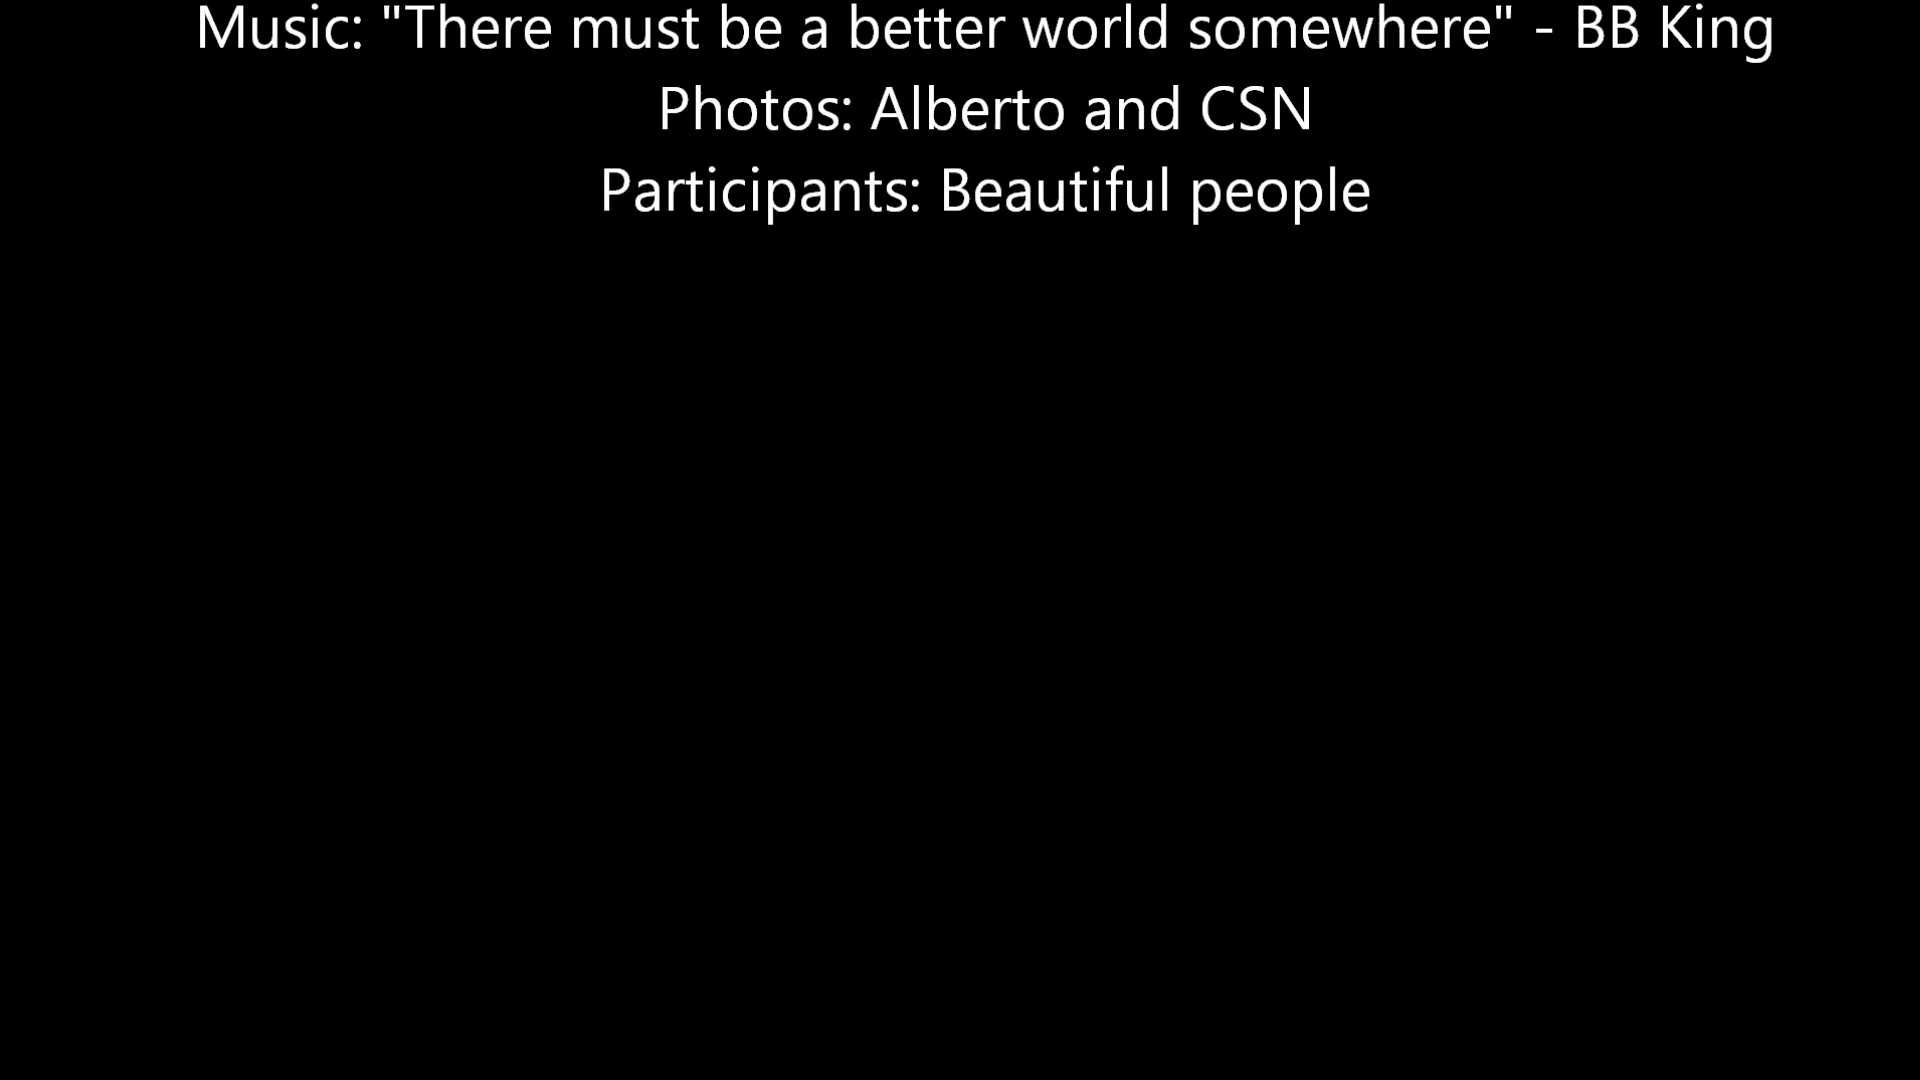 Music: "There must be a better world somewhere" - BB King
Photos: Alberto and CSN
Participants: Beautiful people